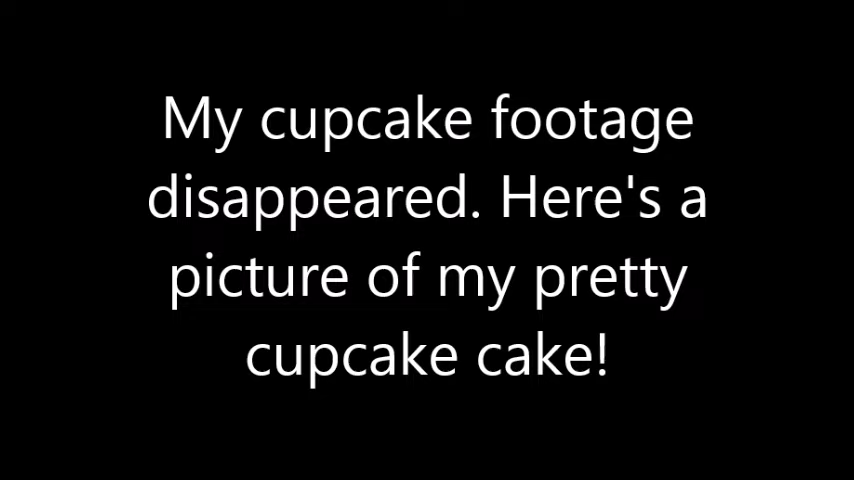 My cupcake footage
disappeared. Here's a
picture of my pretty
cupcake cake!